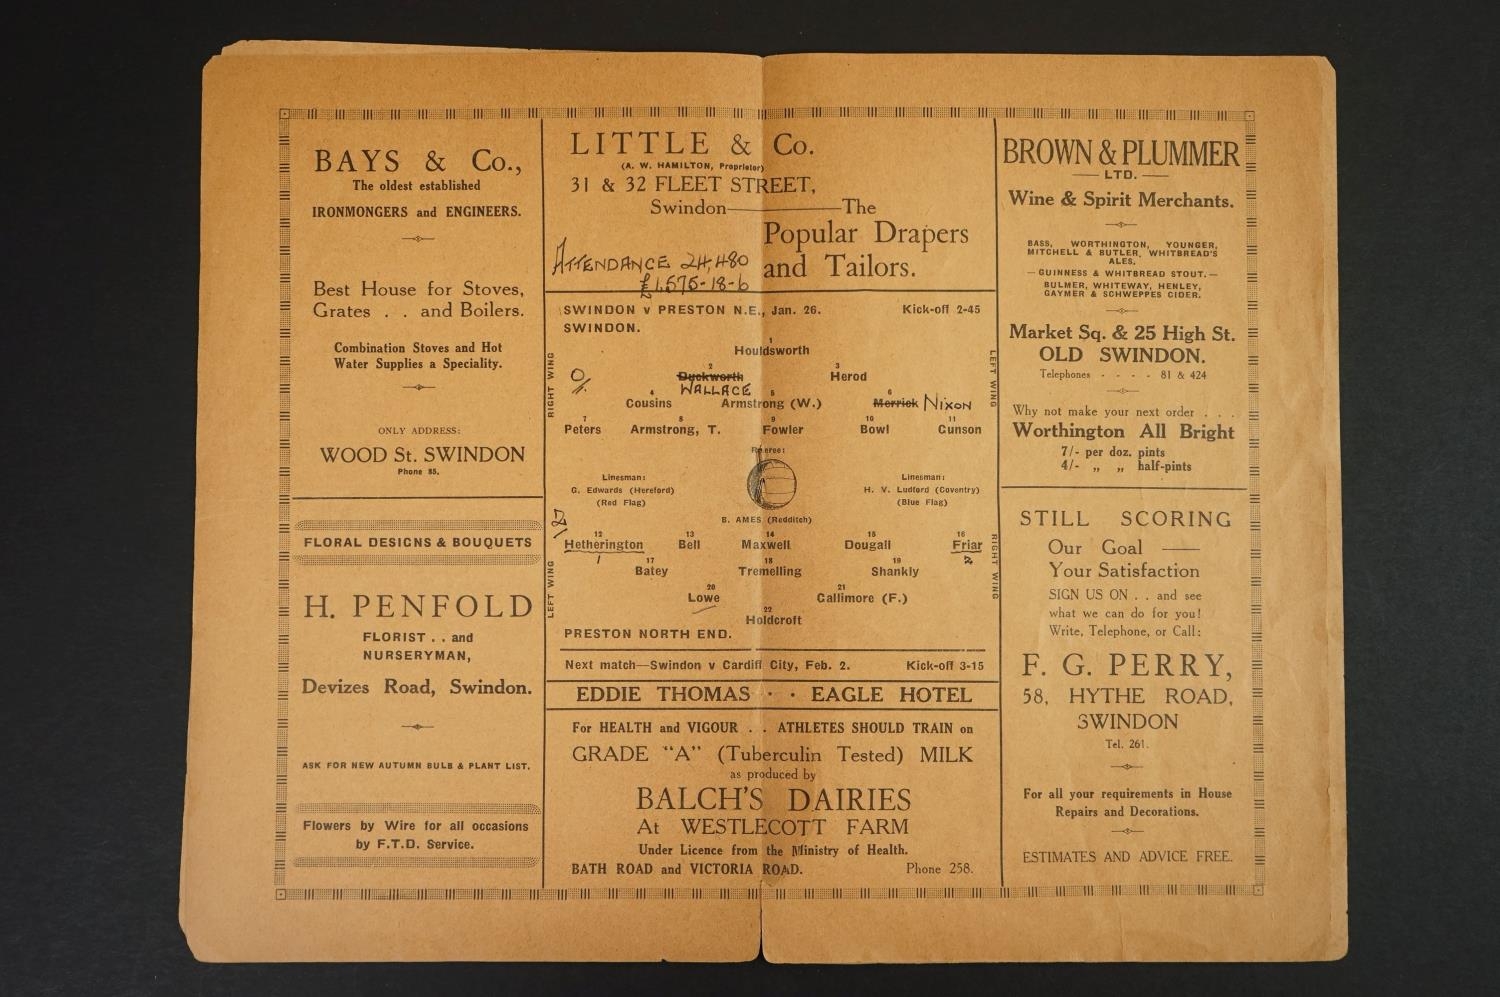 BAYS & Co.,
The oldest established
IRONMONGERS and ENGINEERS.
Best House for Stoves,
Grates . . and Boilers.
Combination Stoves and Hot
Water Supplies a Speciality.
ONLY ADDRESS:
WOOD St. SWINDON
Phone 85.
FLORAL DESIGNS & BOUQUETS
H. PENFOLD
FLORIST . . and
NURSERYMAN,
Devizes Road, Swindon.
ASK FOR NEW AUTUMN BULB & PLANT LIST.
Flowers by Wire for all occasions
by F.T.D. Service.
LITTLE & Co.
(A. W. HAMILTON, Proprietor)
31 & 32 FLEET STREET,
Swindon———The
Popular Drapers
and Tailors.
ATTENDANCE 24,480
£1,575-18-6
SWINDON v PRESTON N.E., Jan. 26. Kick-off 2-45
SWINDON.
1
Houldsworth
2 3
Duckworth Herod
WALLACE
4 5 6
Cousins Armstrong (W.) Merrick NIXON
7 8 9 10 11
Peters Armstrong, T. Fowler Bowl Cunson
RIGHT WING
LEFT WING
Referee:
Linesman: Linesman:
G. Edwards (Hereford) H. V. Ludford (Coventry)
(Red Flag) (Blue Flag)
B. AMES (Redditch)
12 13 14 15 16
Hetherington Bell Maxwell Dougall Friar
1 2
17 18 19
Batey Tremelling Shankly
20 21
Lowe Gallimore (F.)
22
Holdcroft
LEFT WING
RIGHT WING
PRESTON NORTH END.
Next match—Swindon v Cardiff City, Feb. 2. Kick-off 3-15
EDDIE THOMAS · · EAGLE HOTEL
For HEALTH and VIGOUR . . ATHLETES SHOULD TRAIN on
GRADE "A" (Tuberculin Tested) MILK
as produced by
BALCH'S DAIRIES
At WESTLECOTT FARM
Under Licence from the Ministry of Health.
BATH ROAD and VICTORIA ROAD. Phone 258.
BROWN & PLUMMER
LTD.
Wine & Spirit Merchants.
BASS, WORTHINGTON, YOUNGER,
MITCHELL & BUTLER, WHITBREAD'S
ALES.
—GUINNESS & WHITBREAD STOUT.—
BULMER, WHITEWAY, HENLEY,
GAYMER & SCHWEPPES CIDER.
Market Sq. & 25 High St.
OLD SWINDON.
Telephones - - - - 81 & 424
Why not make your next order . . .
Worthington All Bright
7/- per doz. pints
4/- „ „ half-pints
STILL SCORING
Our Goal ——
Your Satisfaction
SIGN US ON . . and see
what we can do for you!
Write, Telephone, or Call:
F. G. PERRY,
58, HYTHE ROAD,
SWINDON
Tel. 261.
For all your requirements in House
Repairs and Decorations.
ESTIMATES AND ADVICE FREE.